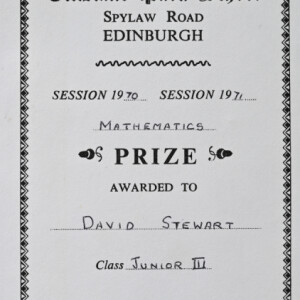 SPYLAW ROAD
EDINBURGH
SESSION 1970 SESSION 1971
MATHEMATICS
PRIZE
AWARDED TO
DAVID STEWART
Class JUNIOR III